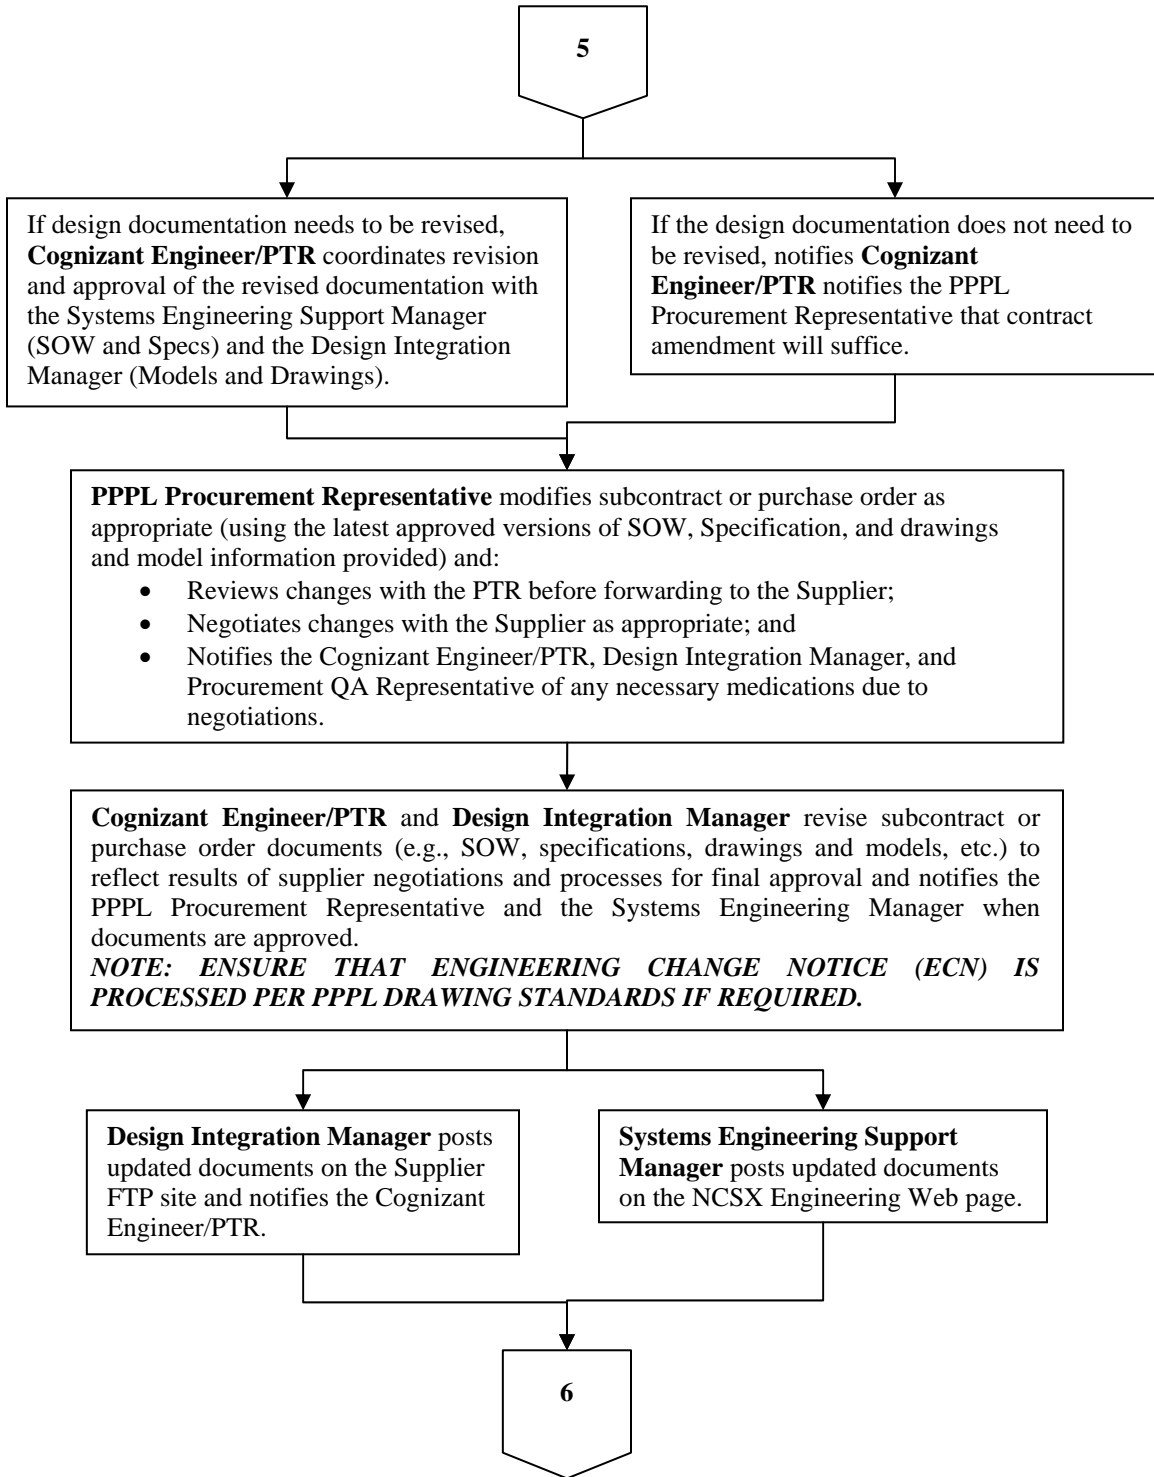 5
If design documentation needs to be revised,
Cognizant Engineer/PTR coordinates revision
and approval of the revised documentation with
the Systems Engineering Support Manager
(SOW and Specs) and the Design Integration
Manager (Models and Drawings).
If the design documentation does not need to
be revised, notifies Cognizant
Engineer/PTR notifies the PPPL
Procurement Representative that contract
amendment will suffice.
PPPL Procurement Representative modifies subcontract or purchase order as
appropriate (using the latest approved versions of SOW, Specification, and drawings
and model information provided) and:
• Reviews changes with the PTR before forwarding to the Supplier;
• Negotiates changes with the Supplier as appropriate; and
• Notifies the Cognizant Engineer/PTR, Design Integration Manager, and
Procurement QA Representative of any necessary medications due to
negotiations.
Cognizant Engineer/PTR and Design Integration Manager revise subcontract or
purchase order documents (e.g., SOW, specifications, drawings and models, etc.) to
reflect results of supplier negotiations and processes for final approval and notifies the
PPPL Procurement Representative and the Systems Engineering Manager when
documents are approved.
NOTE: ENSURE THAT ENGINEERING CHANGE NOTICE (ECN) IS
PROCESSED PER PPPL DRAWING STANDARDS IF REQUIRED.
Design Integration Manager posts
updated documents on the Supplier
FTP site and notifies the Cognizant
Engineer/PTR.
Systems Engineering Support
Manager posts updated documents
on the NCSX Engineering Web page.
6